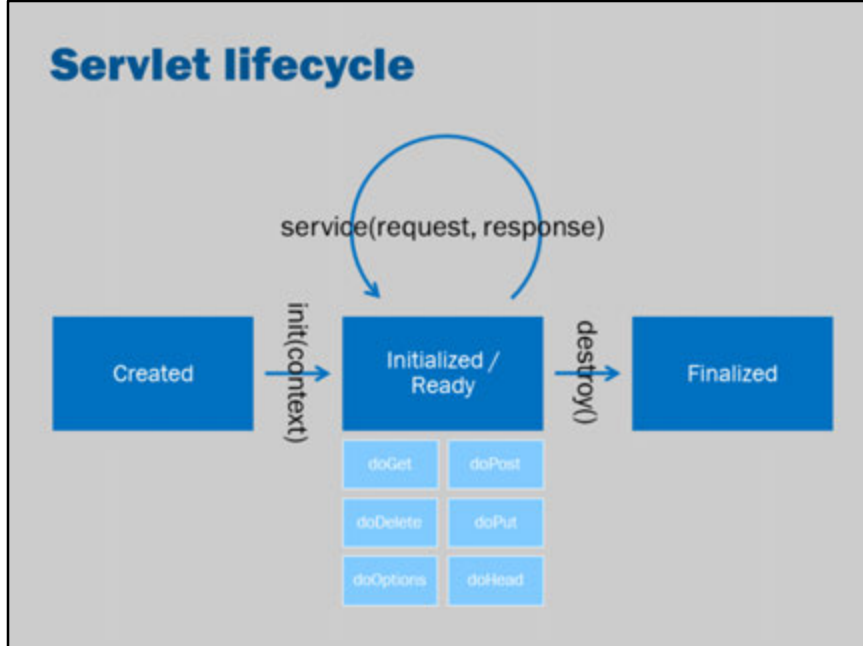 Servlet lifecycle
service(request, response)
Created
init(context)
Initialized /
Ready
destroy()
Finalized
doGet
doPost
doDelete
doPut
doOptions
doHead